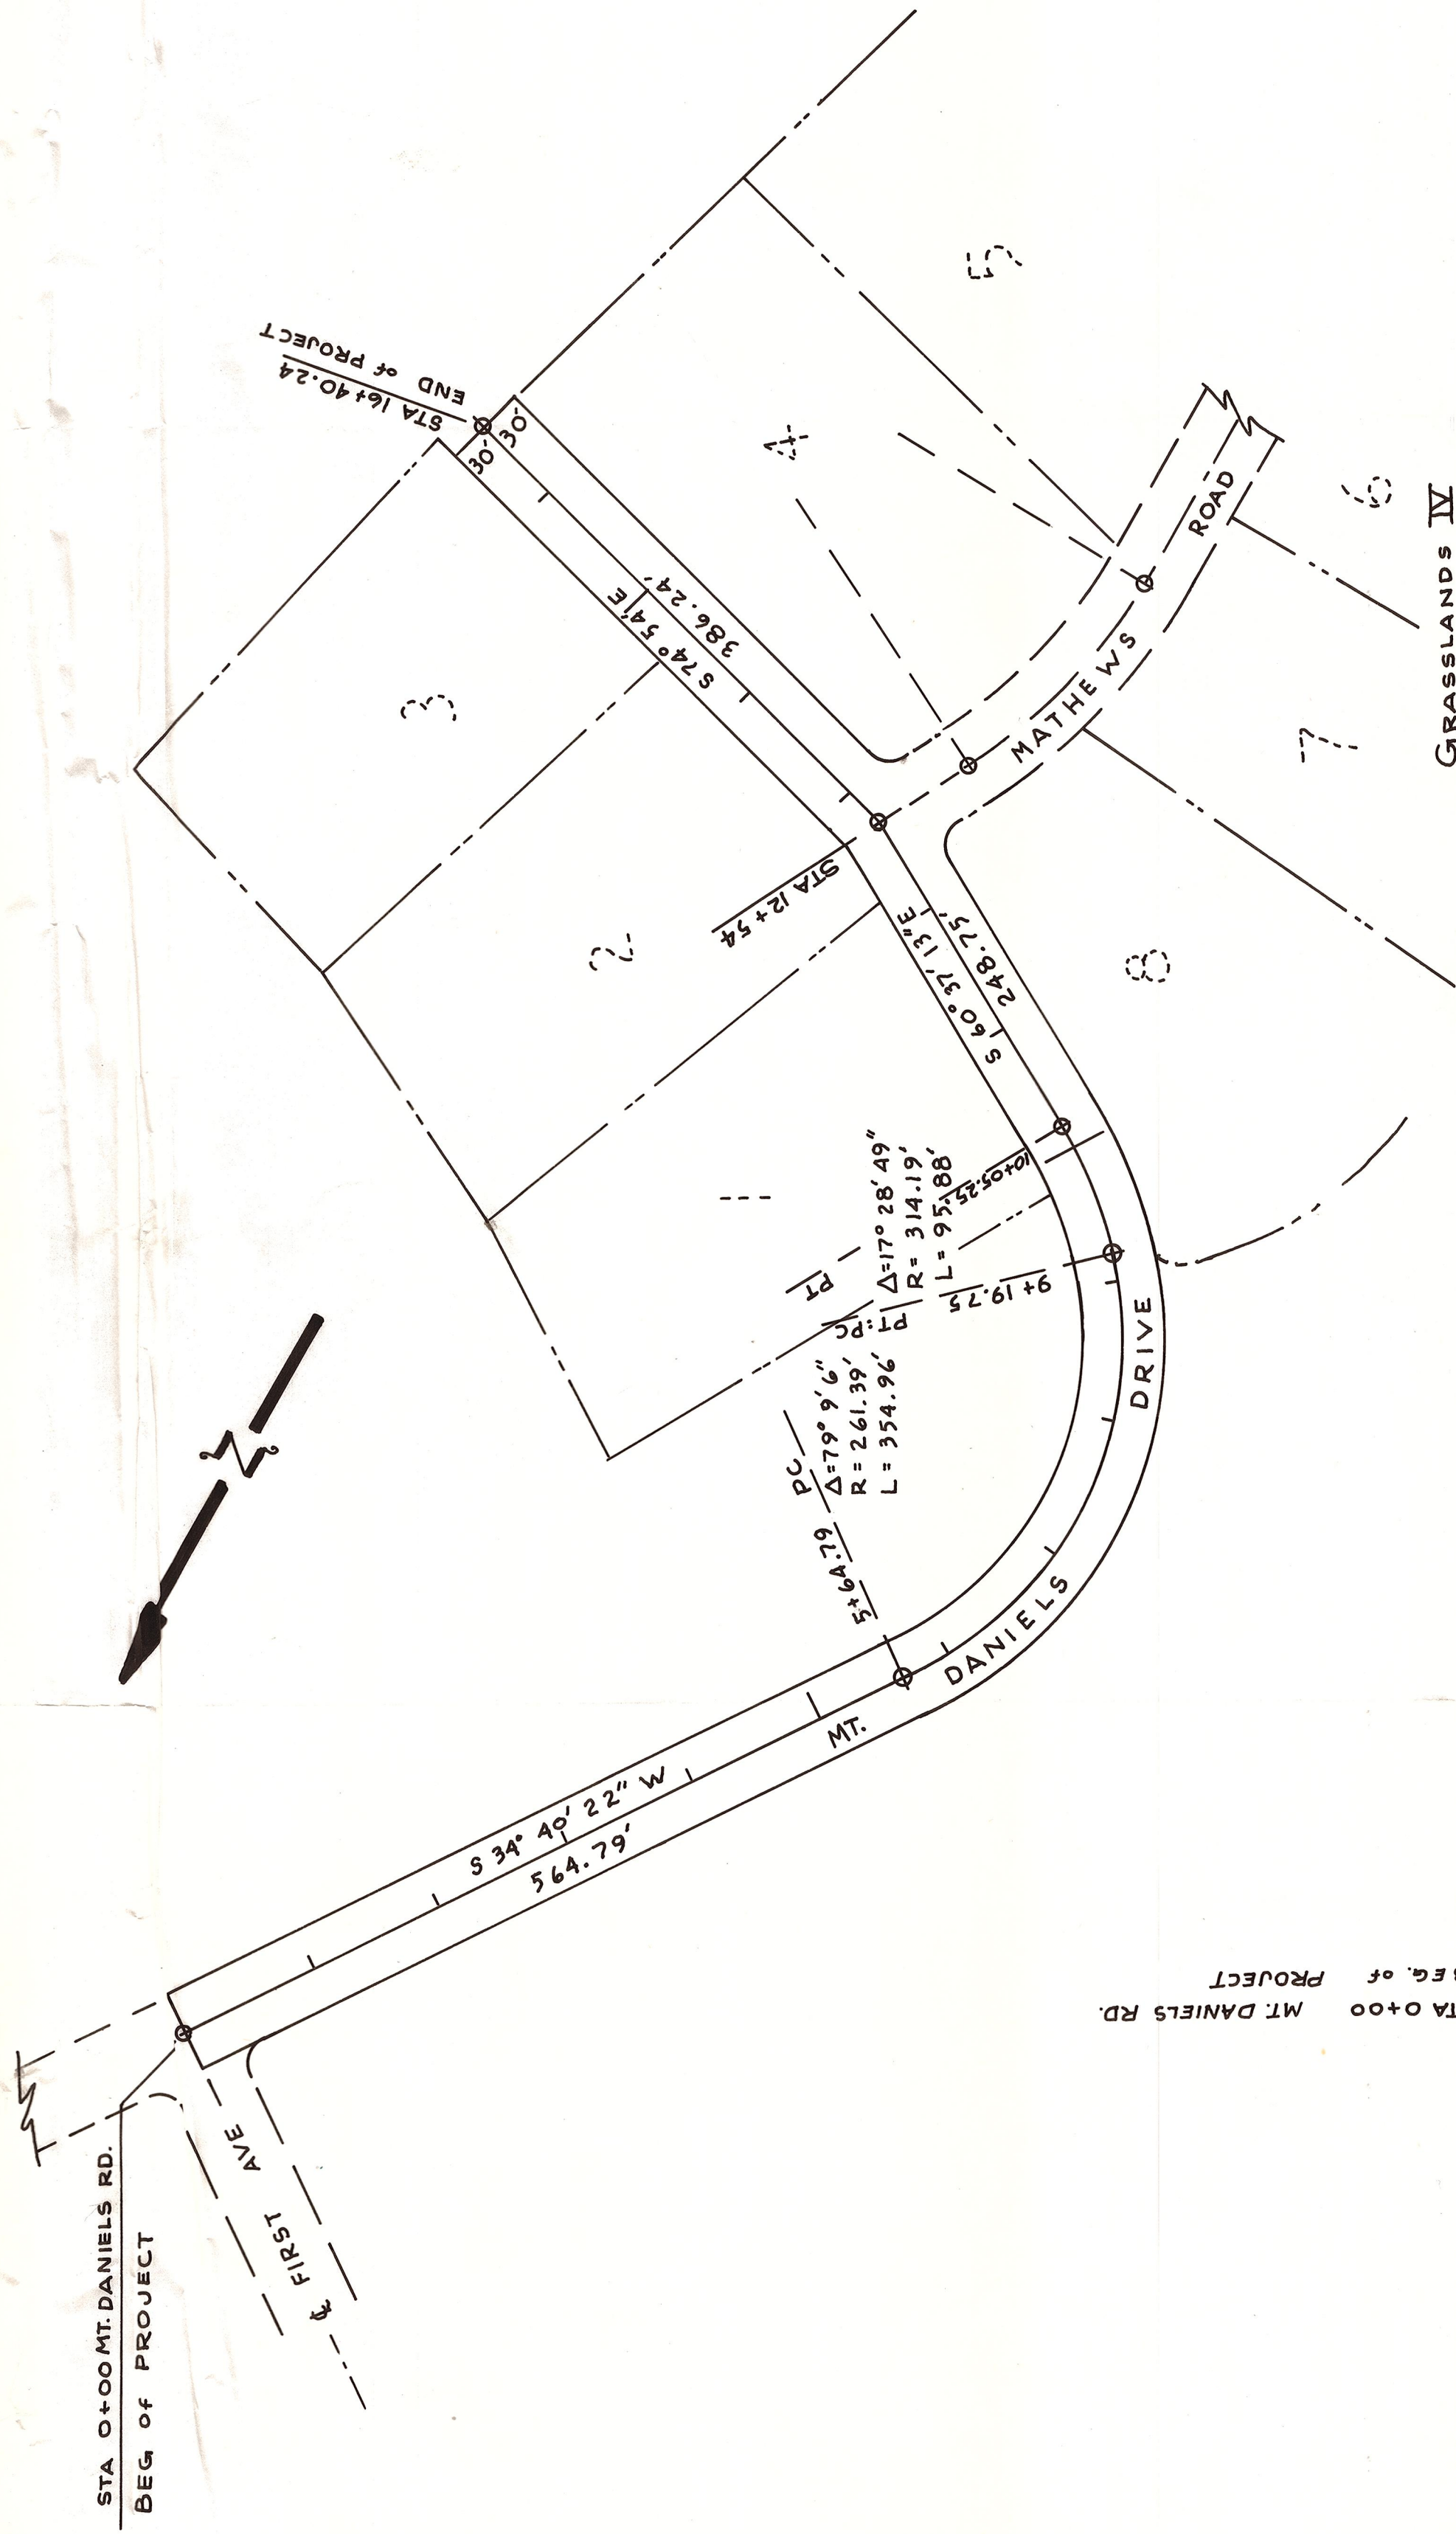 STA 0+00 MT. DANIELS RD.
BEG of PROJECT
℄ FIRST AVE
S 34° 40' 22" W
564.79'
MT. DANIELS DRIVE
5+64.79 PC
Δ=79° 9' 6"
R = 261.39'
L = 354.96'
PT=PC
9+19.75
PT
10+05.25
Δ=17° 28' 49"
R = 314.19'
L = 95.88'
S 60° 37' 13" E
248.75'
STA 12+54
S 74° 54' E
386.24'
30'
30'
STA 16+40.24
END of PROJECT
MATHEWS ROAD
1
2
3
4
5
6
7
8
N
GRASSLANDS IV
TA 0+00 MT. DANIELS RD.
EG. of PROJECT